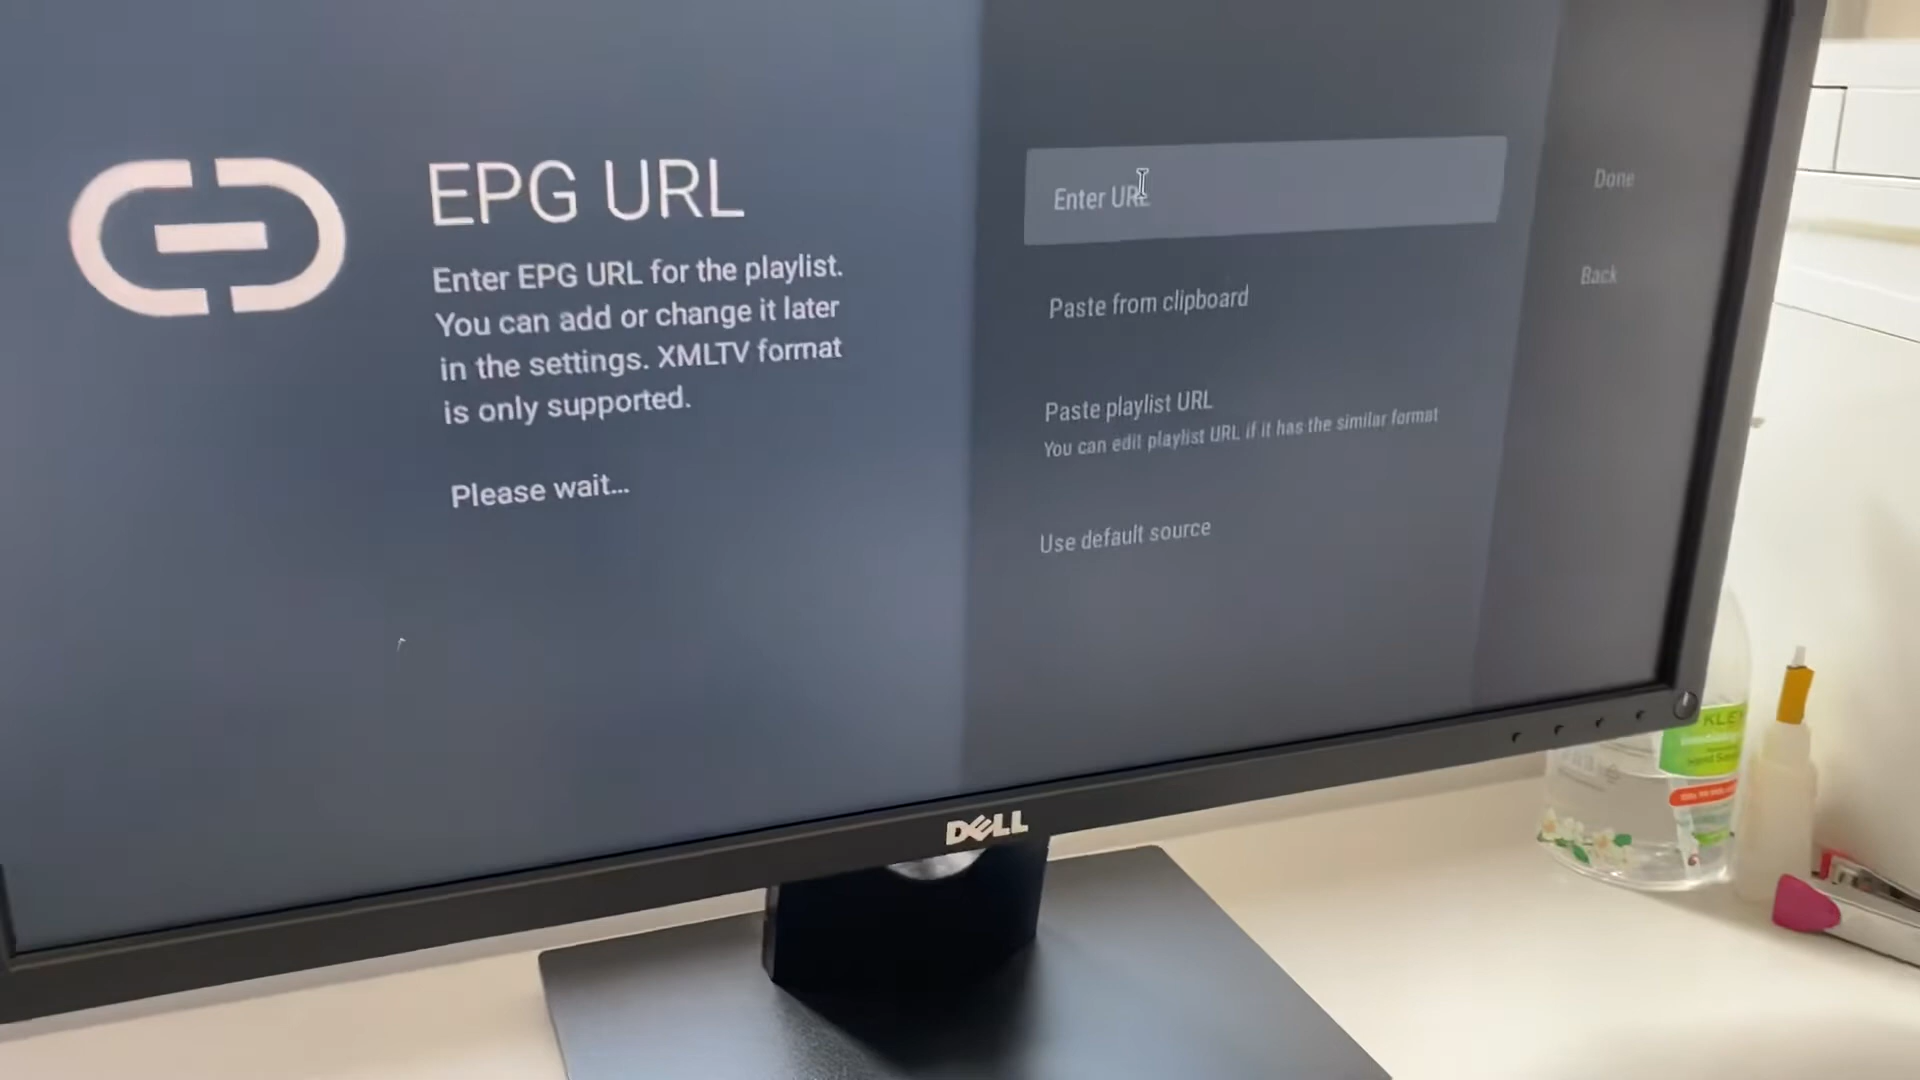 EPG URL
Enter EPG URL for the playlist.
You can add or change it later
in the settings. XMLTV format
is only supported.
Please wait...
Enter URL
Paste from clipboard
Paste playlist URL
You can edit playlist URL if it has the similar format
Use default source
Done
Back
DELL
KLE